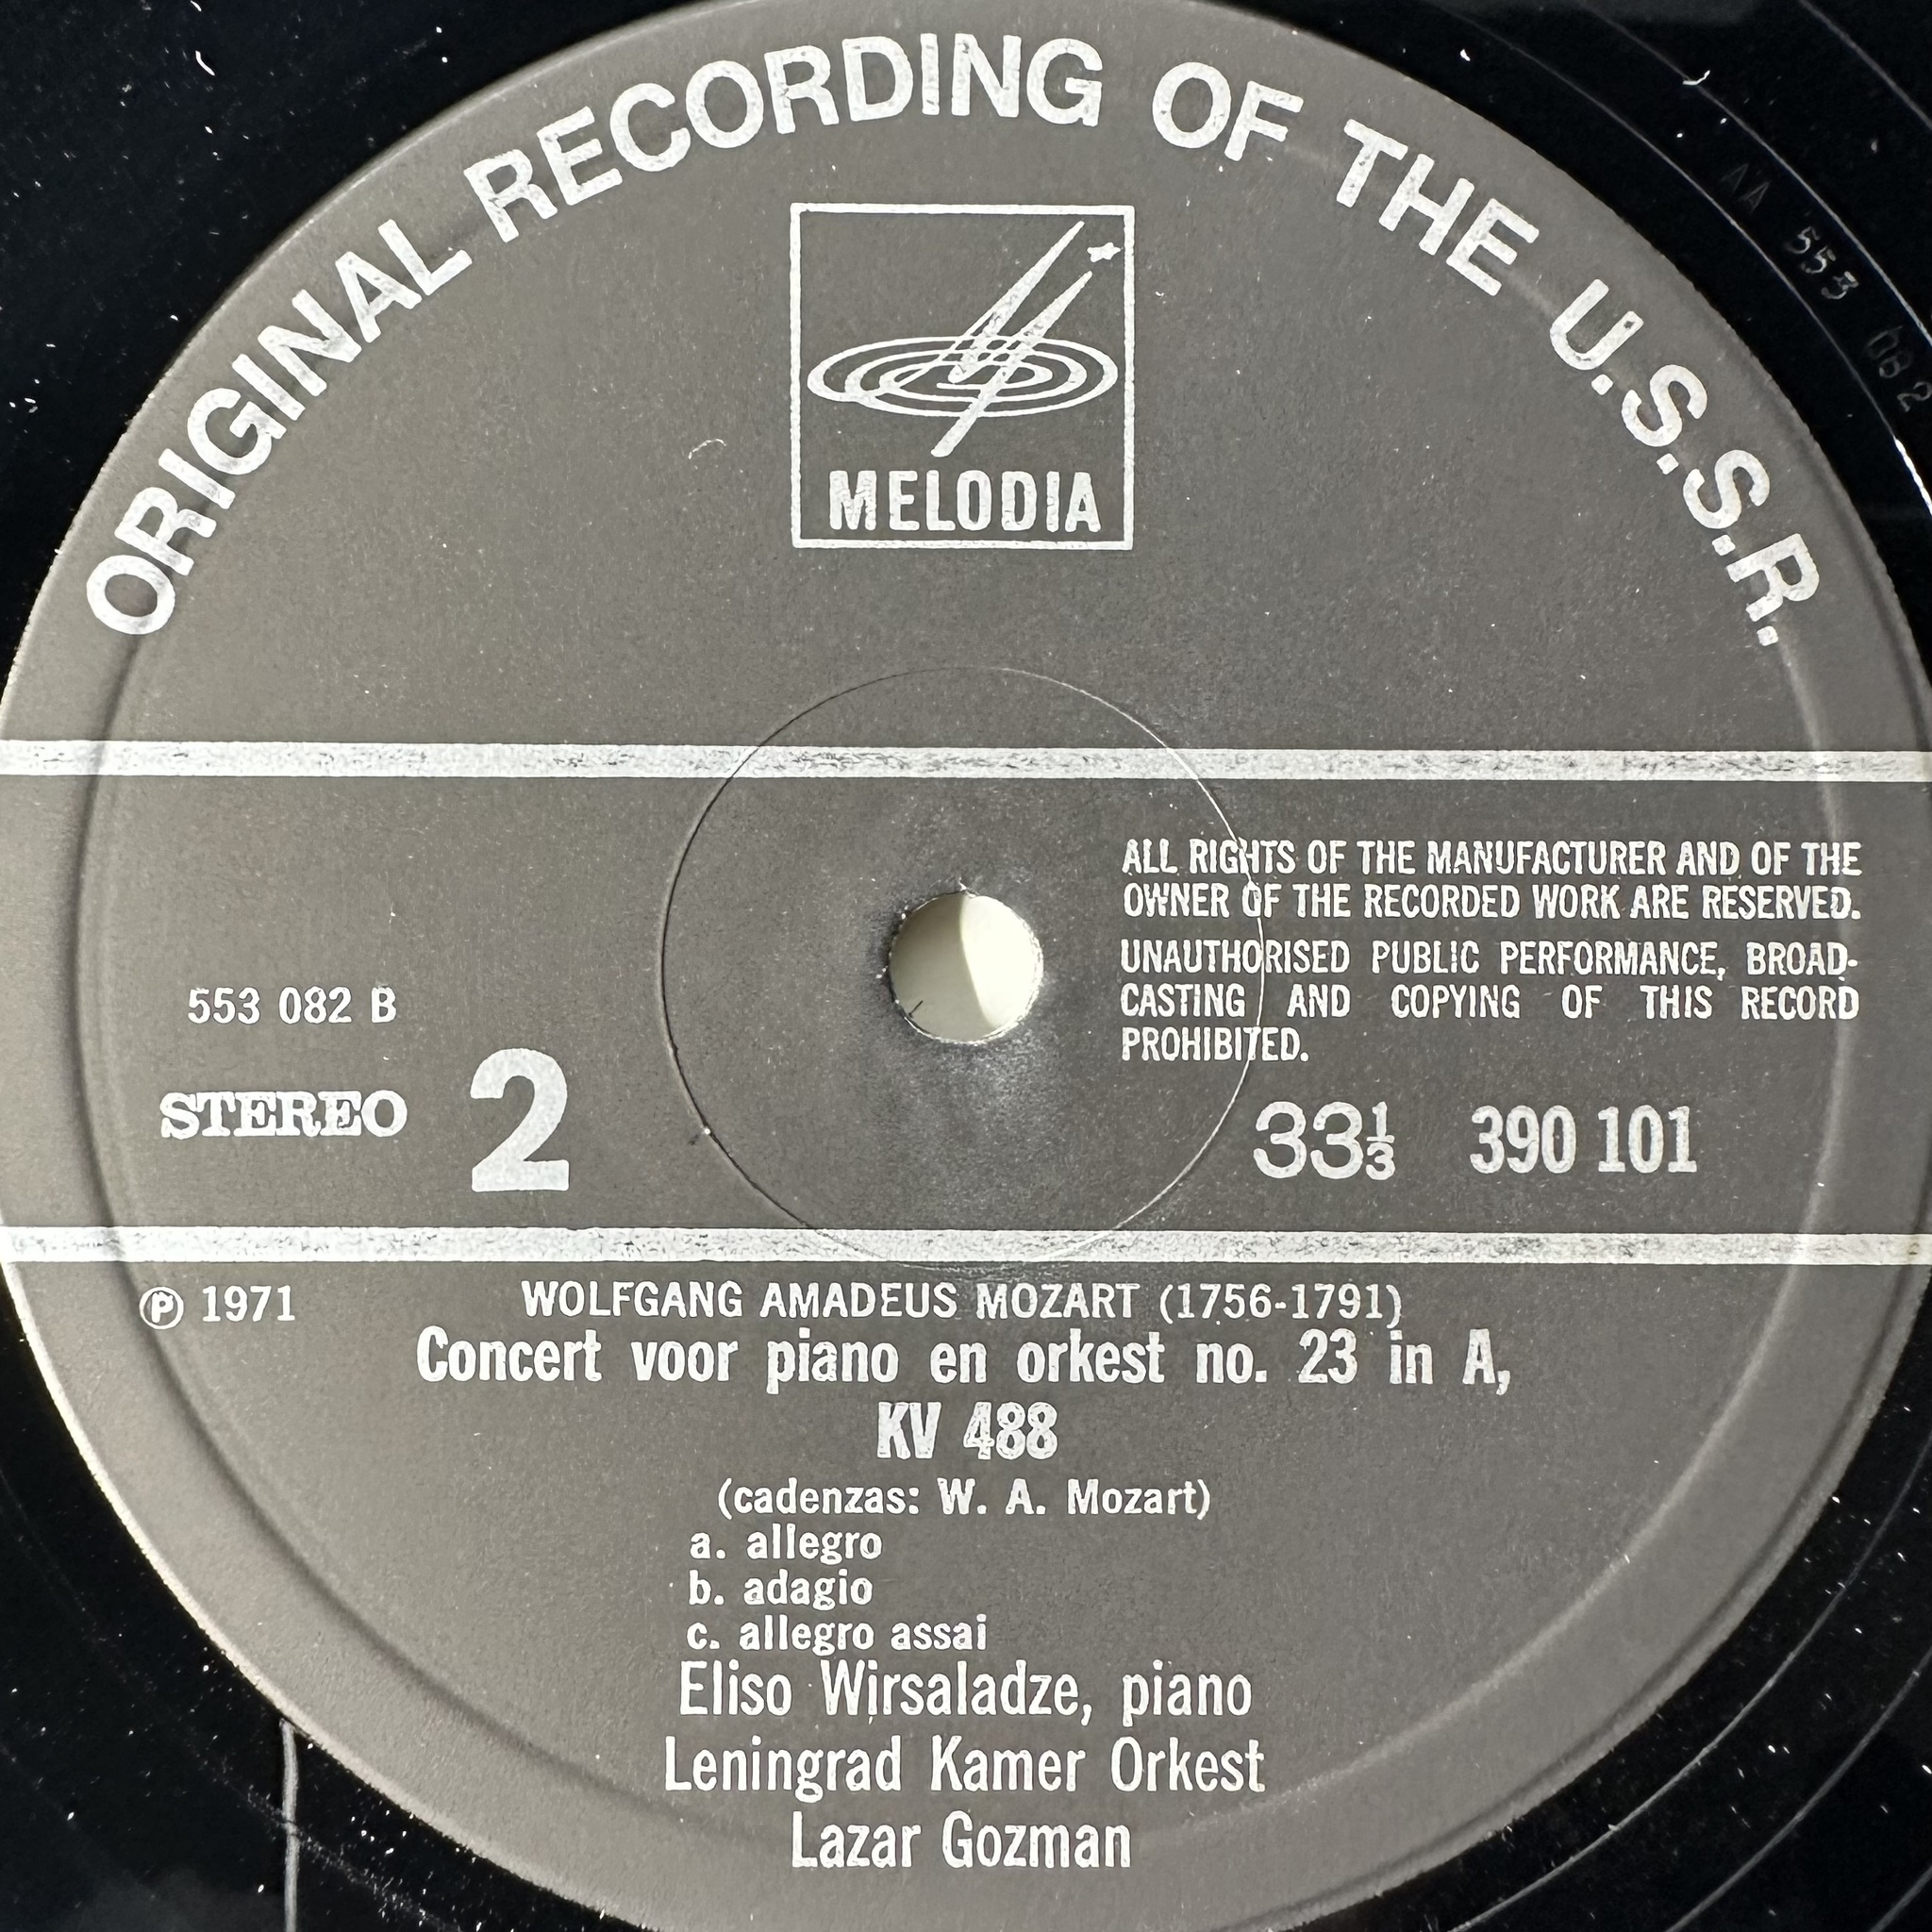 ORIGINAL RECORDING OF THE U.S.S.R.
MELODIA
AA 553 082
ALL RIGHTS OF THE MANUFACTURER AND OF THE
OWNER OF THE RECORDED WORK ARE RESERVED.
UNAUTHORISED PUBLIC PERFORMANCE, BROAD-
CASTING AND COPYING OF THIS RECORD
PROHIBITED.
553 082 B
STEREO 2
33⅓ 390 101
℗ 1971
WOLFGANG AMADEUS MOZART (1756-1791)
Concert voor piano en orkest no. 23 in A,
KV 488
(cadenzas: W. A. Mozart)
a. allegro
b. adagio
c. allegro assai
Eliso Wirsaladze, piano
Leningrad Kamer Orkest
Lazar Gozman